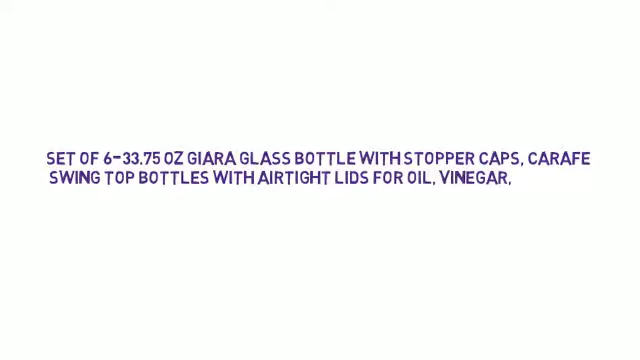 SET OF 6-33.75 OZ GIARA GLASS BOTTLE WITH STOPPER CAPS, CARAFE
SWING TOP BOTTLES WITH AIRTIGHT LIDS FOR OIL, VINEGAR,